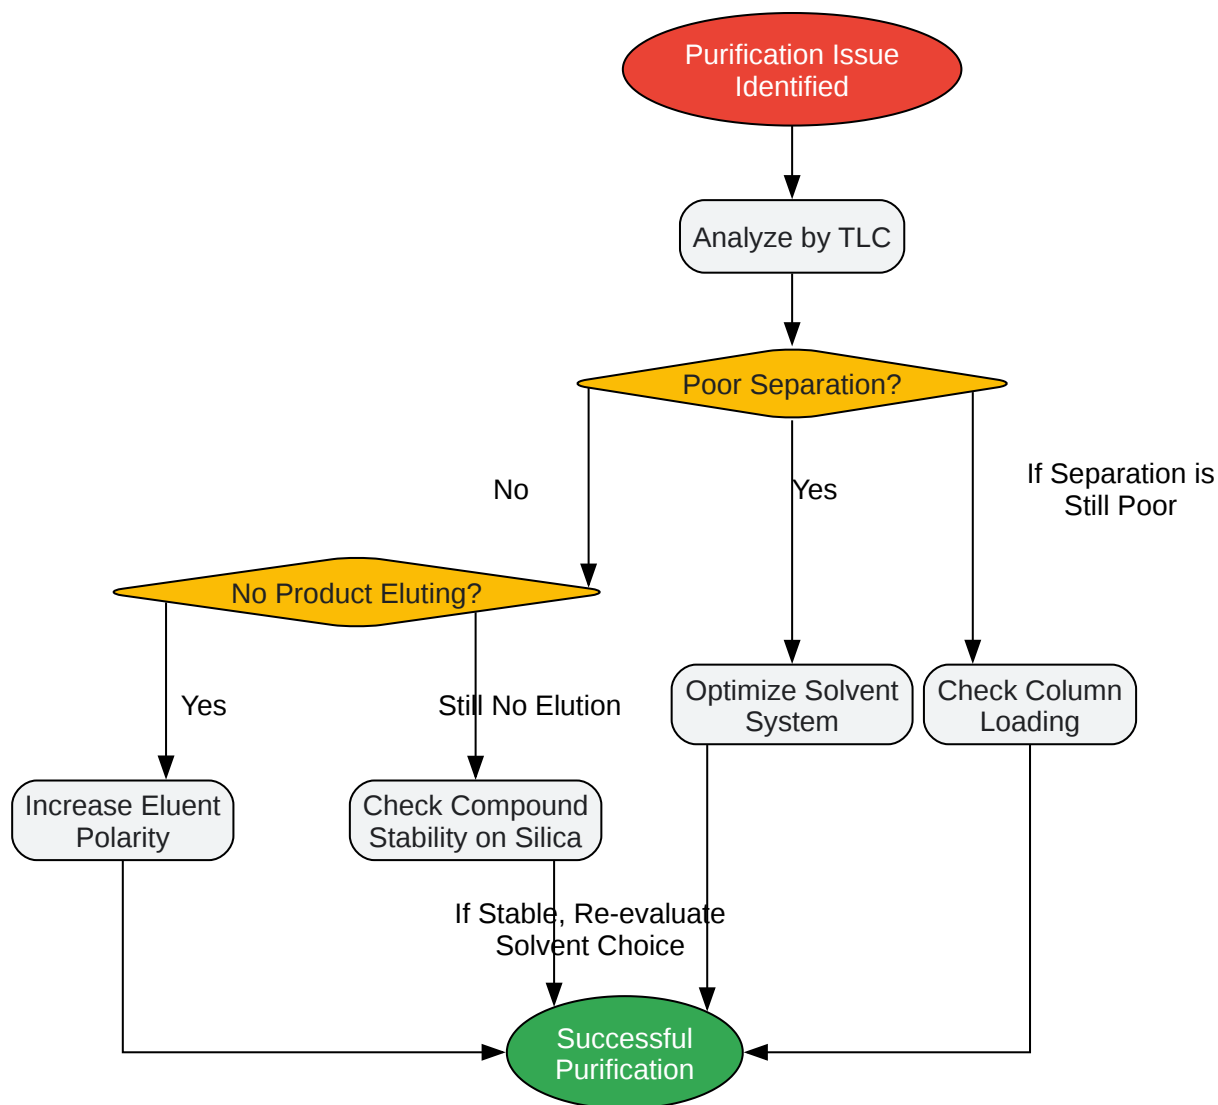 Purification Issue
Identified
Analyze by TLC
Poor Separation?
No
Yes
If Separation is
Still Poor
No Product Eluting?
Yes
Still No Elution
Optimize Solvent
System
Check Column
Loading
Increase Eluent
Polarity
Check Compound
Stability on Silica
If Stable, Re-evaluate
Solvent Choice
Successful
Purification